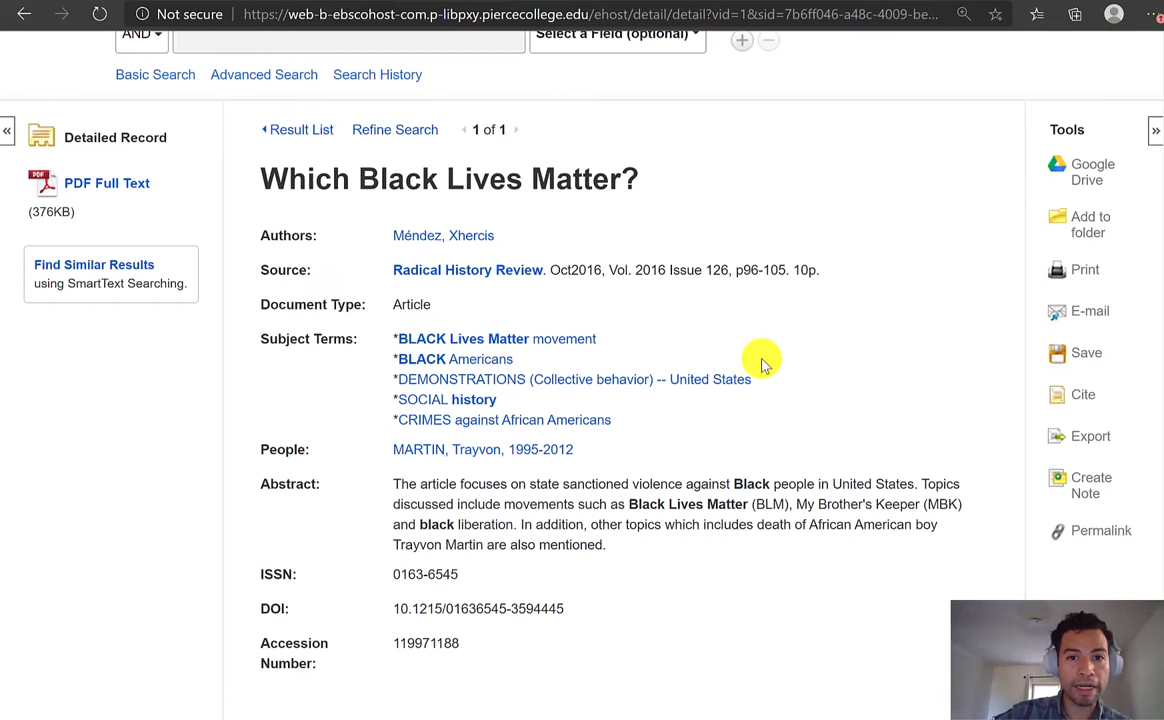 Not secure | https://web-b-ebscohost-com.p-libpxy.piercecollege.edu/ehost/detail/detail?vid=1&sid=7b6ff046-a48c-4009-be...
AND Select a Field (optional)
Basic Search Advanced Search Search History
Result List Refine Search 1 of 1
Detailed Record
PDF Full Text
(376KB)
Find Similar Results
using SmartText Searching.
Which Black Lives Matter?
Authors: Méndez, Xhercis
Source: Radical History Review. Oct2016, Vol. 2016 Issue 126, p96-105. 10p.
Document Type: Article
Subject Terms: *BLACK Lives Matter movement
*BLACK Americans
*DEMONSTRATIONS (Collective behavior) -- United States
*SOCIAL history
*CRIMES against African Americans
People: MARTIN, Trayvon, 1995-2012
Abstract: The article focuses on state sanctioned violence against Black people in United States. Topics
discussed include movements such as Black Lives Matter (BLM), My Brother's Keeper (MBK)
and black liberation. In addition, other topics which includes death of African American boy
Trayvon Martin are also mentioned.
ISSN: 0163-6545
DOI: 10.1215/01636545-3594445
Accession 119971188
Number:
Tools
Google
Drive
Add to
folder
Print
E-mail
Save
Cite
Export
Create
Note
Permalink